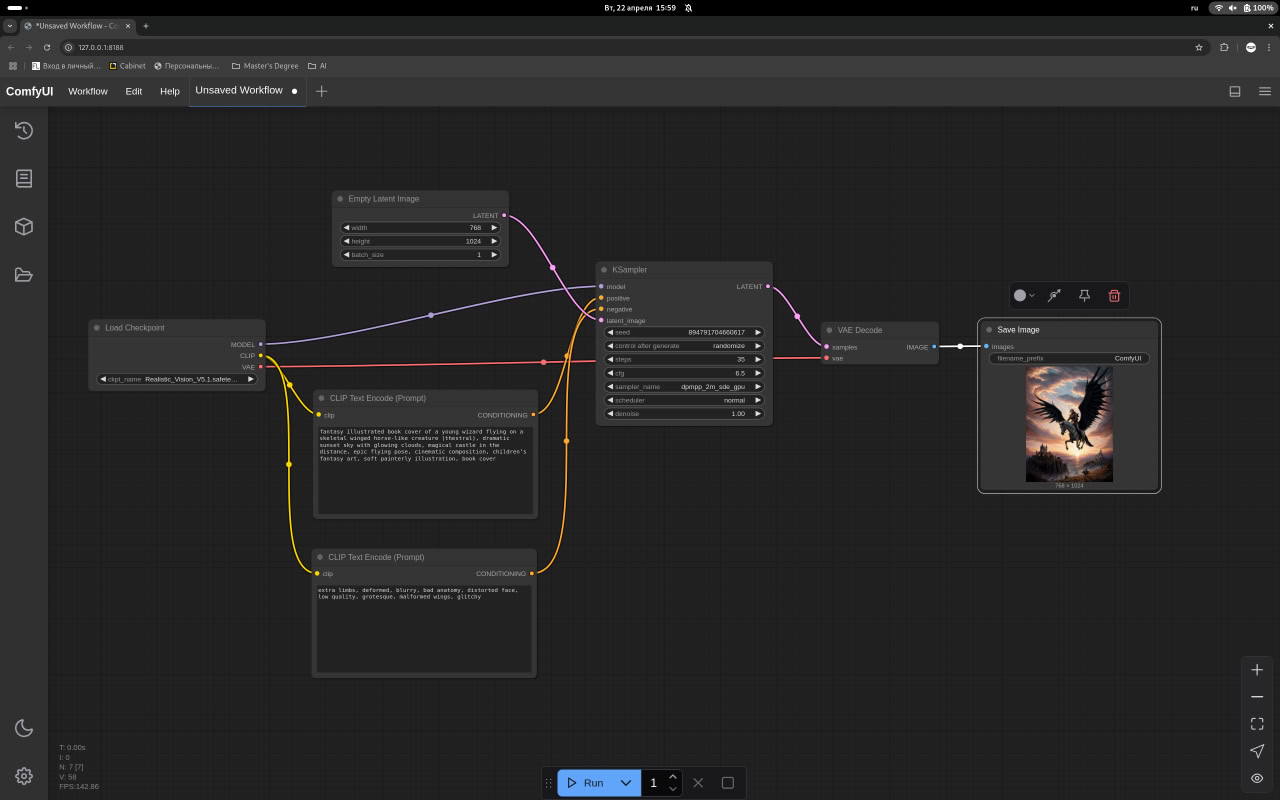 Вт, 22 апреля 15:59
ru
100%
*Unsaved Workflow - Co
127.0.0.1:8188
Вход в личный...
Cabinet
Персональны...
Master's Degree
AI
ComfyUI
Workflow
Edit
Help
Unsaved Workflow
Empty Latent Image
LATENT
width 768
height 1024
batch_size 1
KSampler
model LATENT
positive
negative
latent_image
seed 894791704660617
control after generate randomize
steps 35
cfg 6.5
sampler_name dpmpp_2m_sde_gpu
scheduler normal
denoise 1.00
Load Checkpoint
MODEL
CLIP
VAE
ckpt_name Realistic_Vision_V5.1.safete...
VAE Decode
samples IMAGE
vae
Save Image
images
filename_prefix ComfyUI
768 × 1024
CLIP Text Encode (Prompt)
clip CONDITIONING
fantasy illustrated book cover of a young wizard flying on a
skeletal winged horse-like creature (thestral), dramatic
sunset sky with glowing clouds, magical castle in the
distance, epic flying pose, cinematic composition, children's
fantasy art, soft painterly illustration, book cover
CLIP Text Encode (Prompt)
clip CONDITIONING
extra limbs, deformed, blurry, bad anatomy, distorted face,
low quality, grotesque, malformed wings, glitchy
T: 0.00s
I: 0
N: 7 [7]
V: 58
FPS:142.86
Run
1